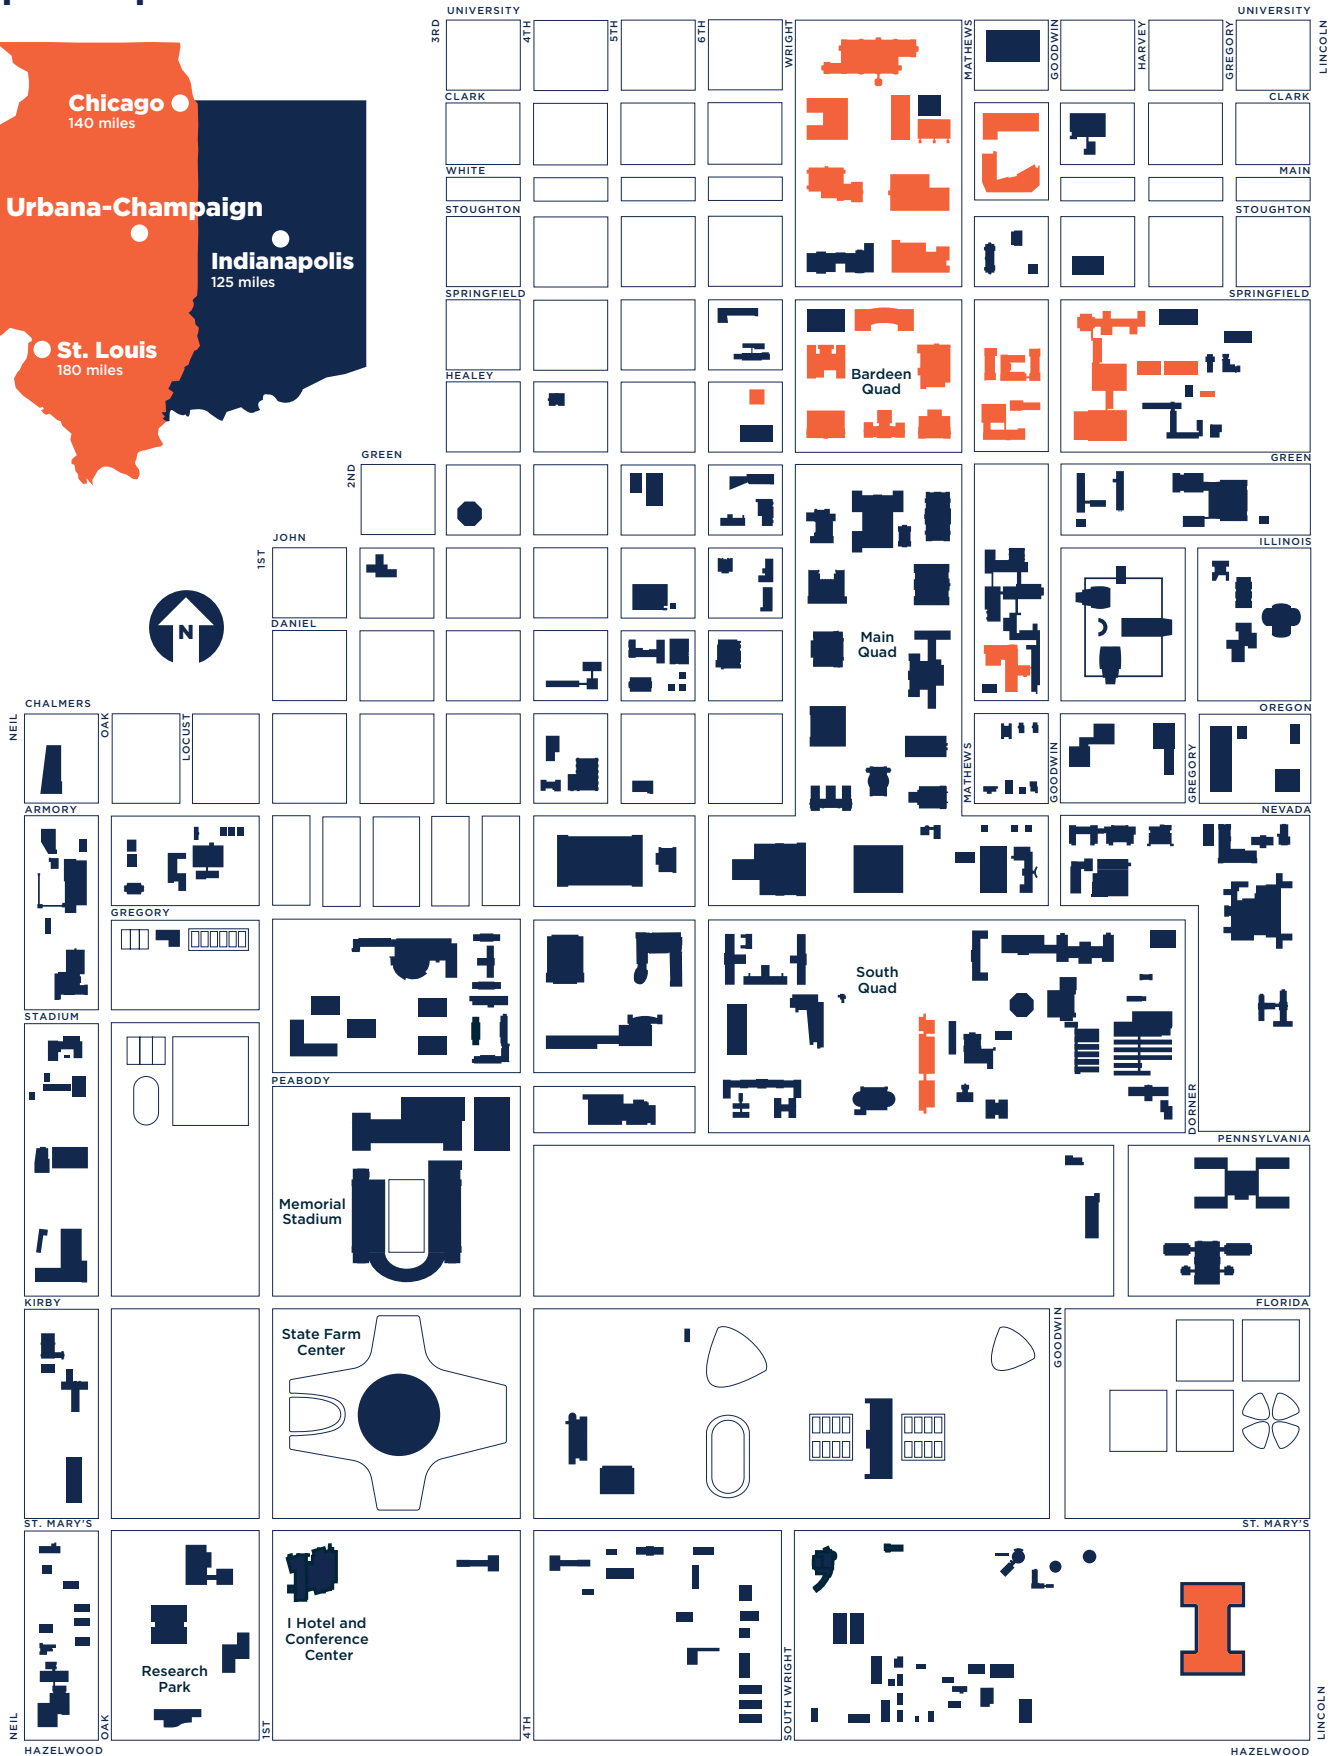 UNIVERSITY
UNIVERSITY
3RD
4TH
5TH
6TH
WRIGHT
MATHEWS
GOODWIN
HARVEY
GREGORY
LINCOLN
Chicago
140 miles
CLARK
CLARK
WHITE
MAIN
Urbana-Champaign
STOUGHTON
STOUGHTON
Indianapolis
125 miles
SPRINGFIELD
SPRINGFIELD
St. Louis
180 miles
HEALEY
Bardeen
Quad
GREEN
GREEN
2ND
JOHN
ILLINOIS
1ST
N
DANIEL
Main
Quad
CHALMERS
OREGON
NEIL
OAK
LOCUST
MATHEWS
GOODWIN
GREGORY
ARMORY
NEVADA
GREGORY
South
Quad
STADIUM
PEABODY
DORNER
PENNSYLVANIA
Memorial
Stadium
KIRBY
FLORIDA
State Farm
Center
GOODWIN
ST. MARY'S
ST. MARY'S
I Hotel and
Conference
Center
Research
Park
NEIL
OAK
1ST
4TH
SOUTH WRIGHT
LINCOLN
HAZELWOOD
HAZELWOOD